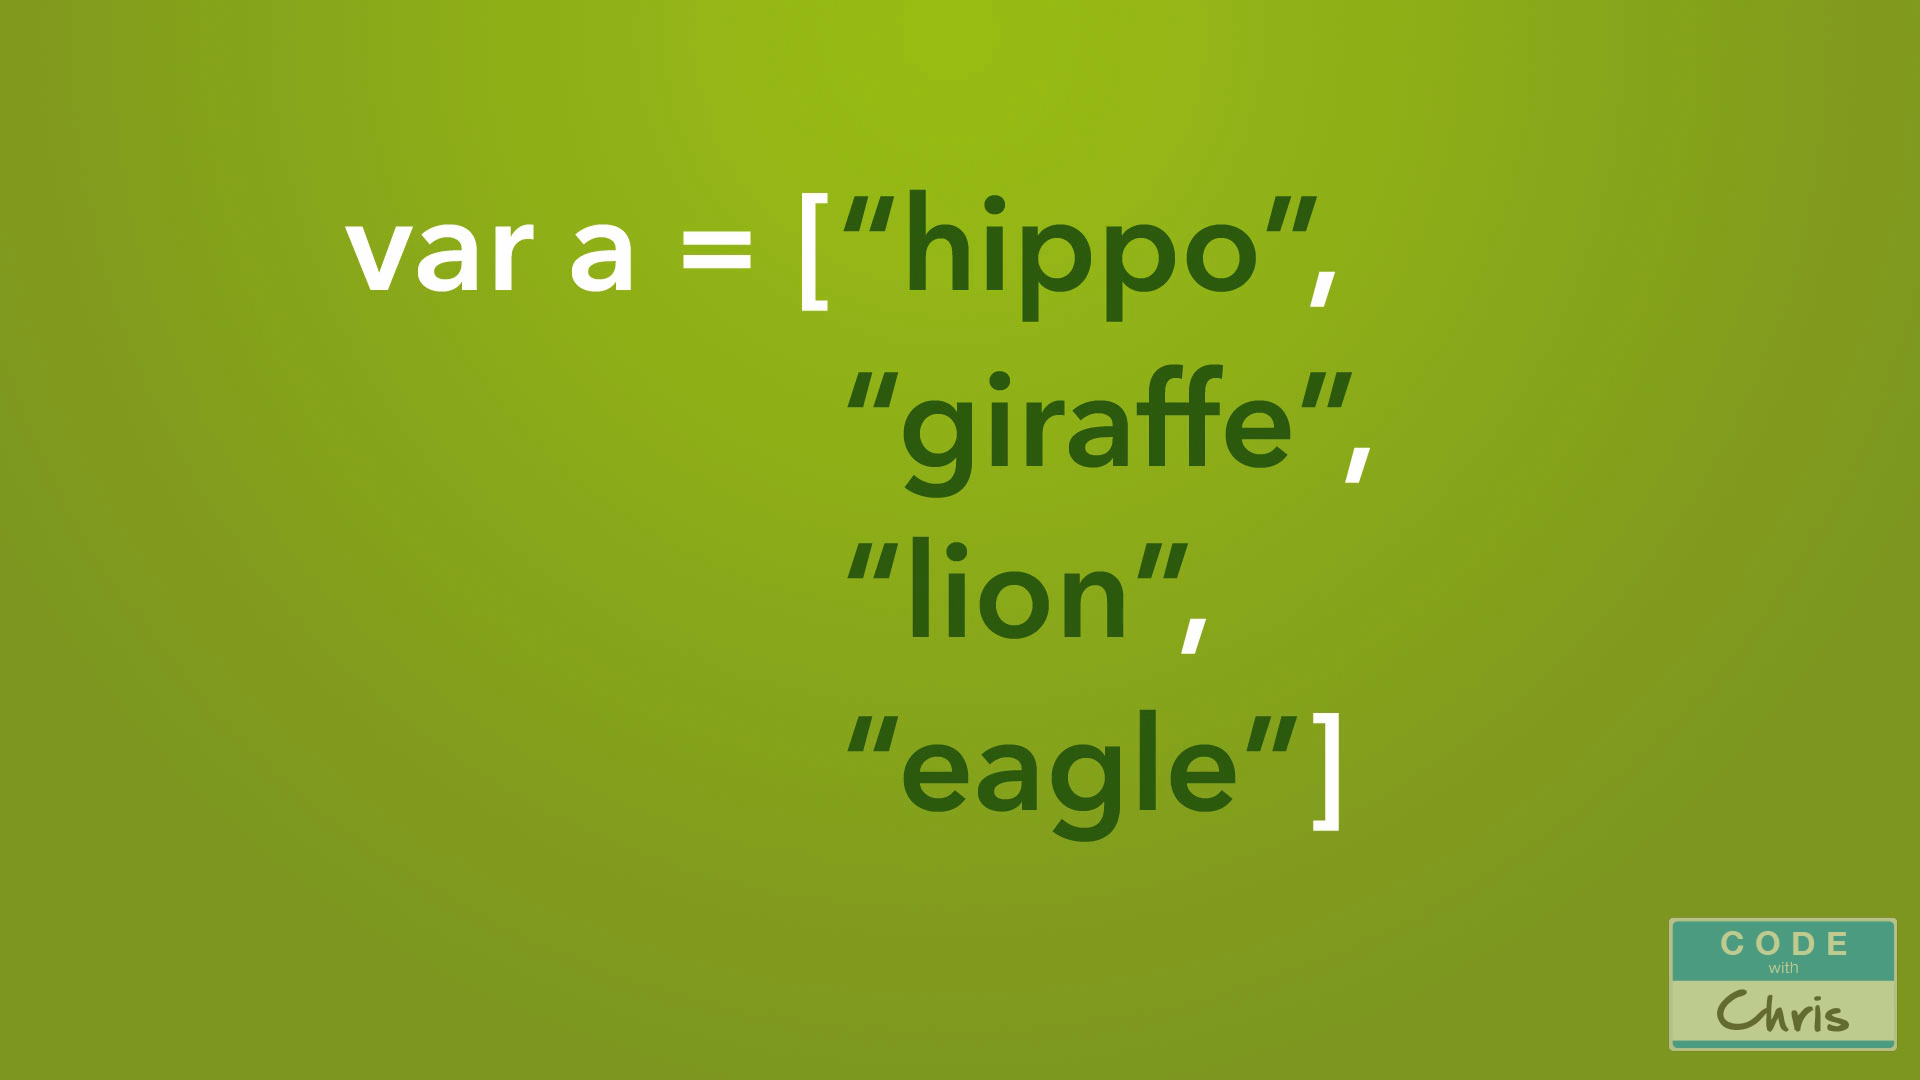 var a = [“hippo”,
“giraffe”,
“lion”,
“eagle”]
CODE
with
Chris